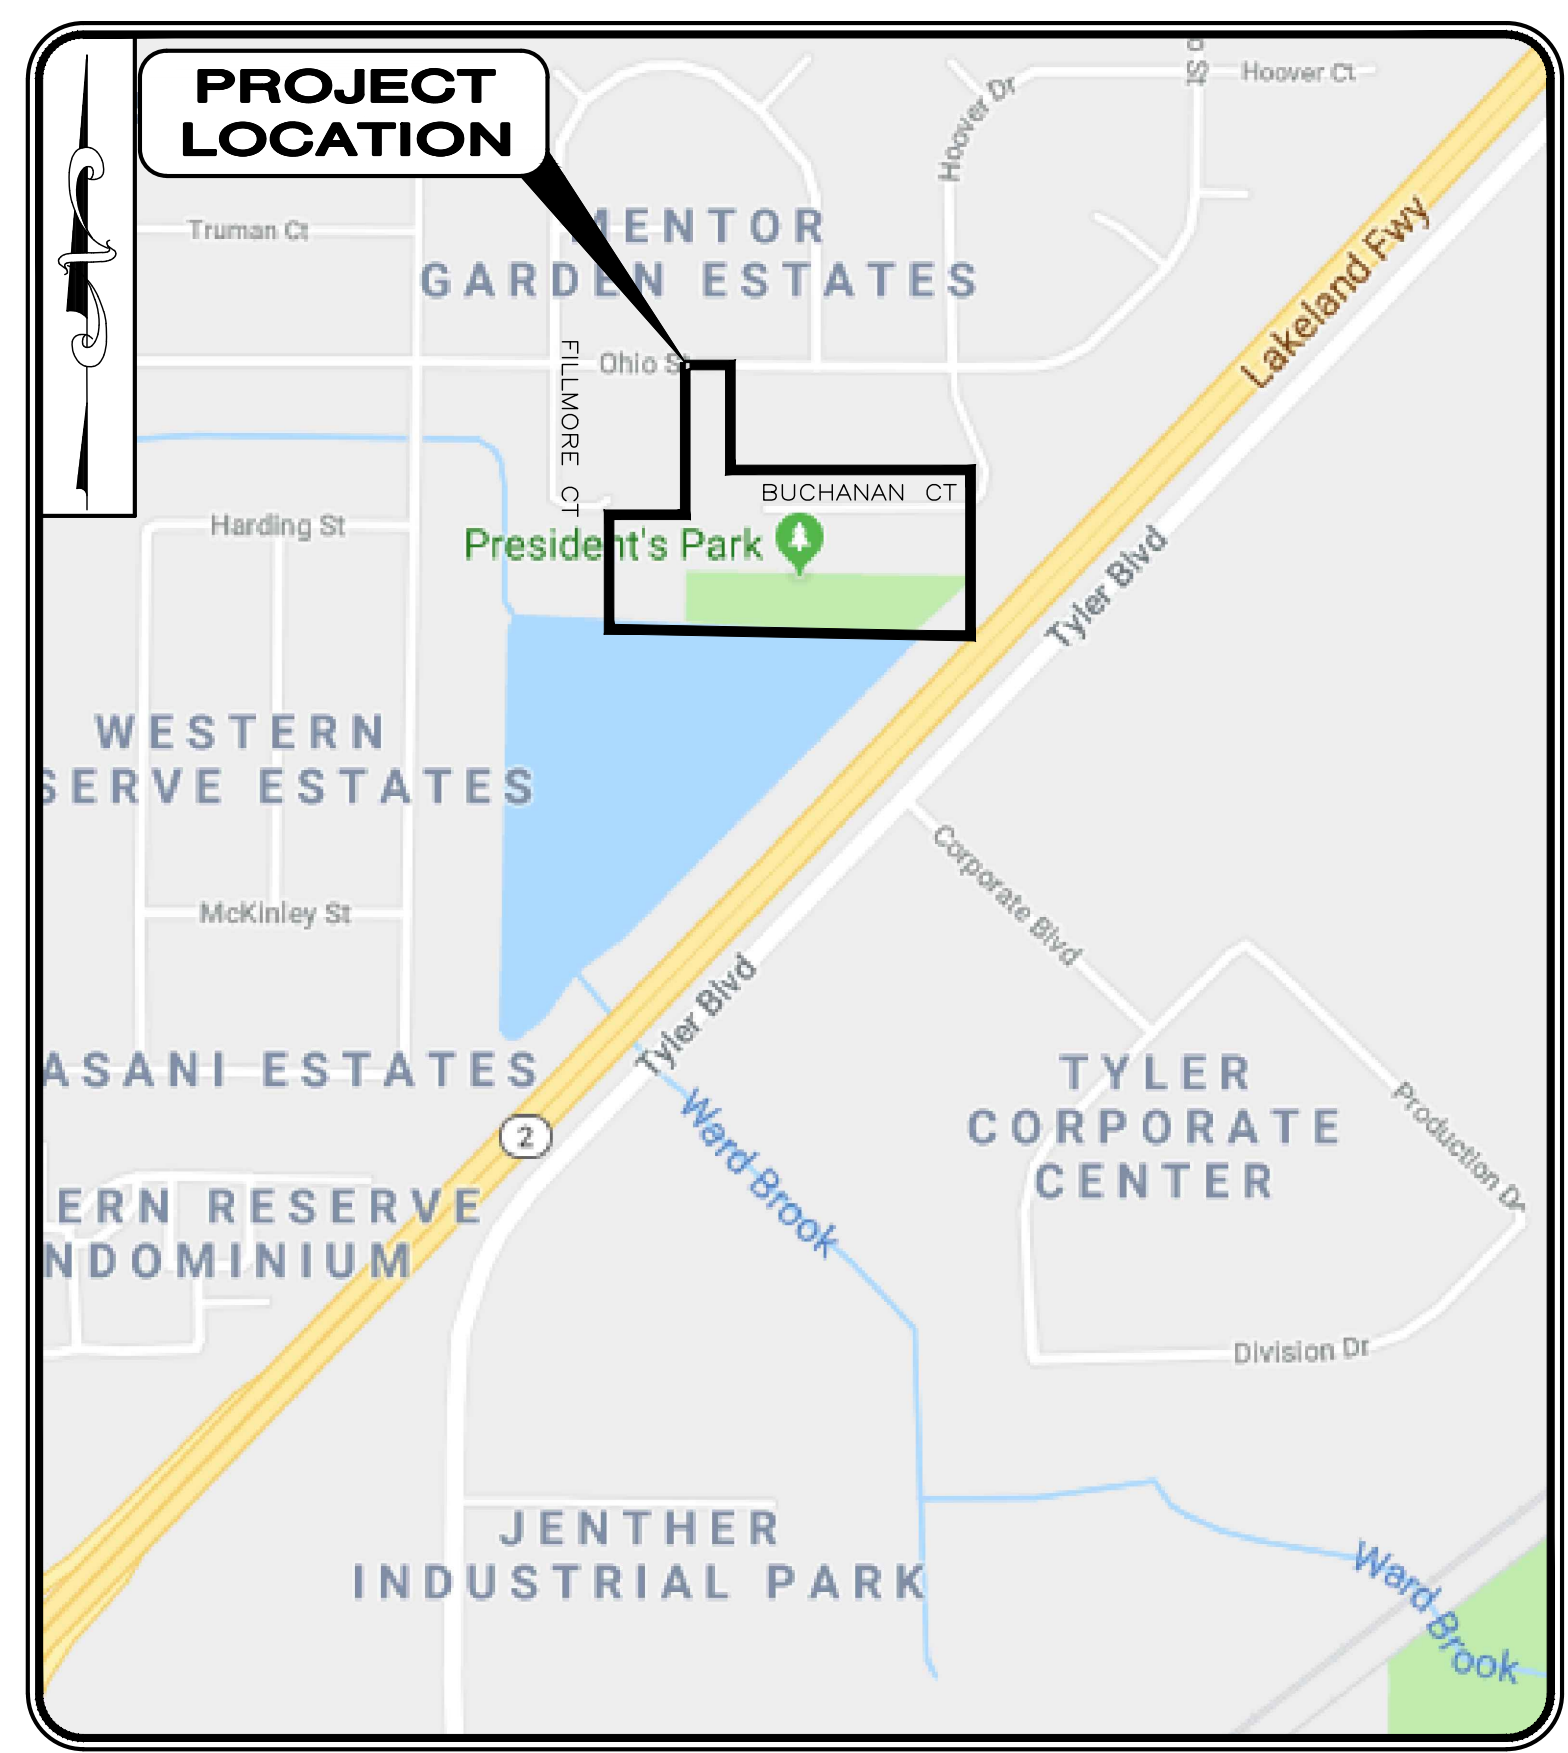 PROJECT
LOCATION
Hoover Ct
Hoover Dr
Truman Ct
MENTOR
GARDEN ESTATES
Lakeland Fwy
Ohio St
FILLMORE CT
BUCHANAN CT
Harding St
President's Park
Tyler Blvd
WESTERN
SERVE ESTATES
Corporate Blvd
McKinley St
Tyler Blvd
ASANI ESTATES
2
Ward Brook
TYLER
CORPORATE
CENTER
Production Dr
ERN RESERVE
NDOMINIUM
Division Dr
JENTHER
INDUSTRIAL PARK
Ward Brook